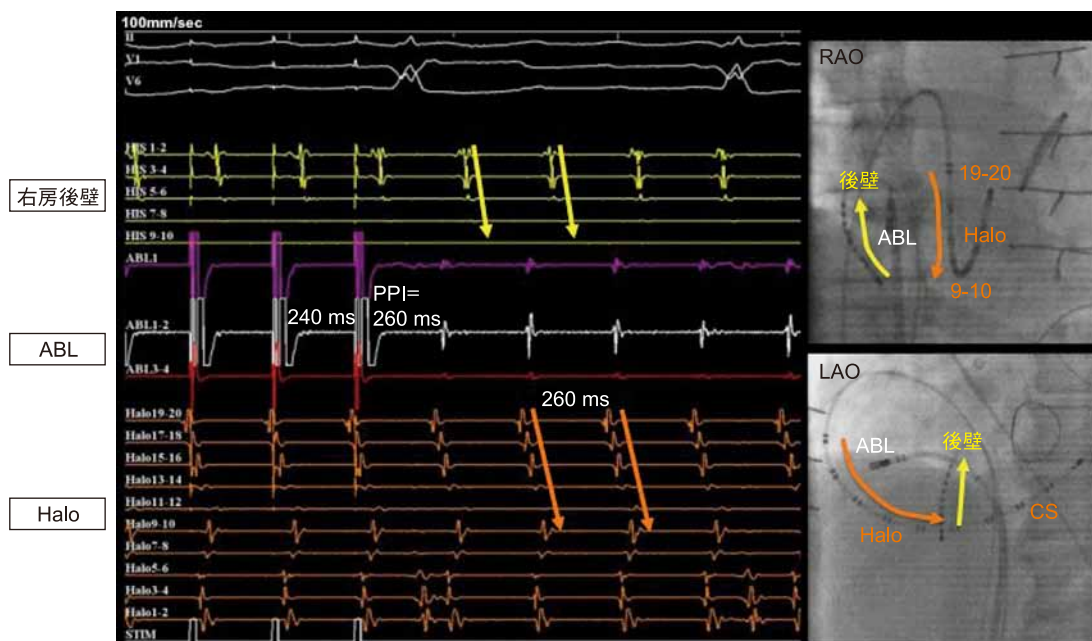 100mm/sec
II
V1
V6
HIS 1-2
HIS 3-4
HIS 5-6
HIS 7-8
HIS 9-10
右房後壁
ABL1
PPI=
240 ms
260 ms
ABL1-2
ABL
ABL3-4
260 ms
Halo19-20
Halo17-18
Halo15-16
Halo13-14
Halo11-12
Halo
Halo9-10
Halo7-8
Halo5-6
Halo3-4
Halo1-2
STIM
RAO
後壁
19-20
ABL
Halo
9-10
LAO
ABL
後壁
CS
Halo